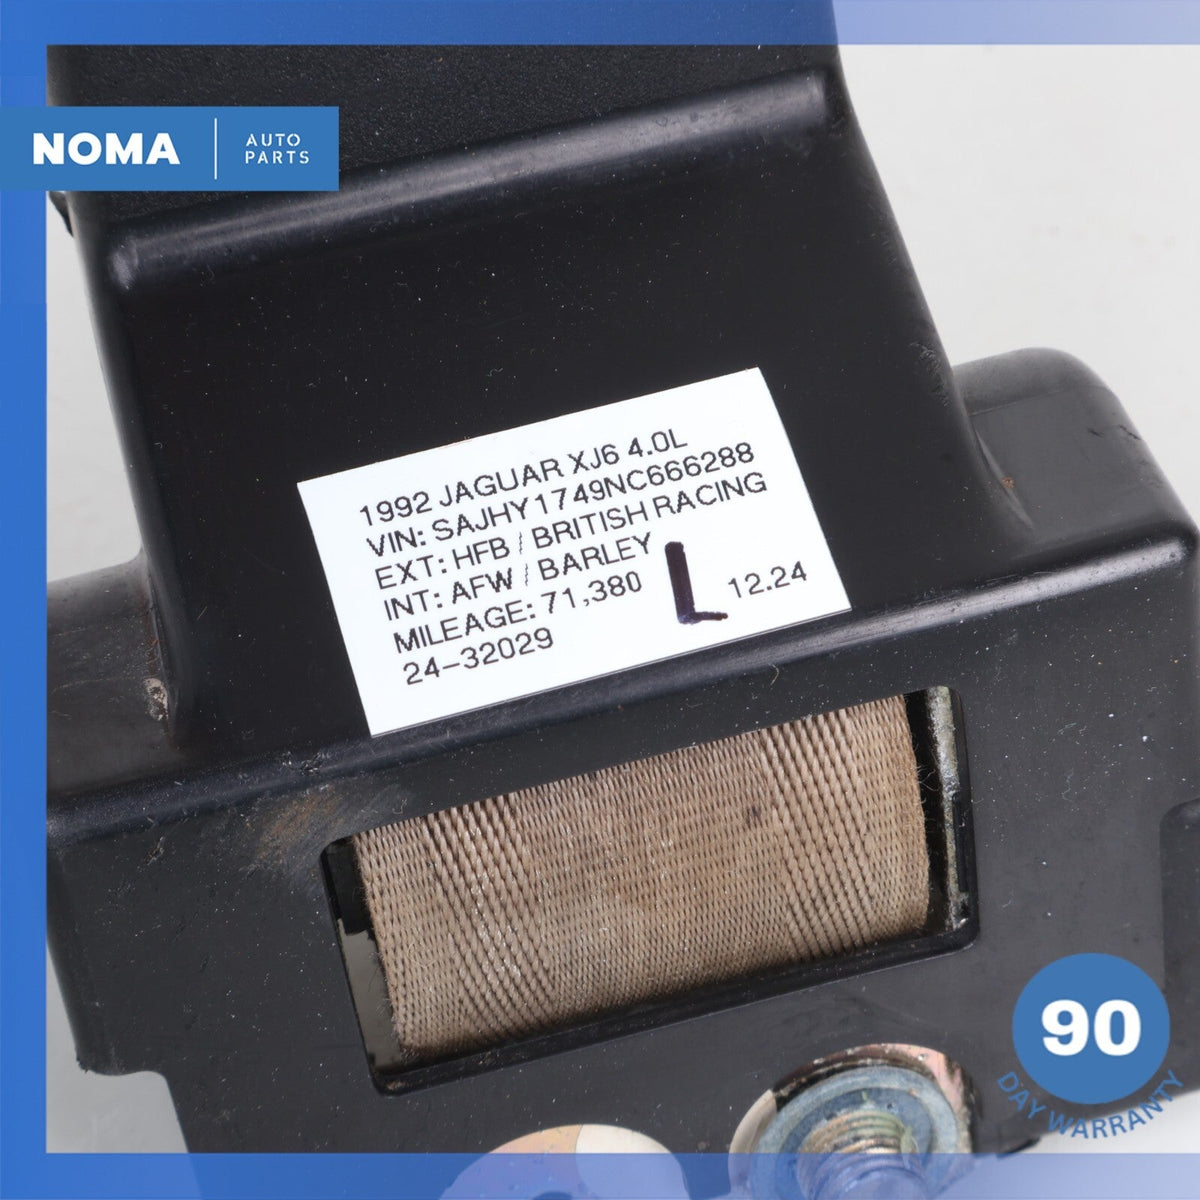 NOMA
AUTO
PARTS
1992 JAGUAR XJ6 4.0L
VIN: SAJHY1749NC666288
EXT: HFB / BRITISH RACING
INT: AFW / BARLEY
MILEAGE: 71,380
L 12.24
24-32029
90
DAY WARRANTY